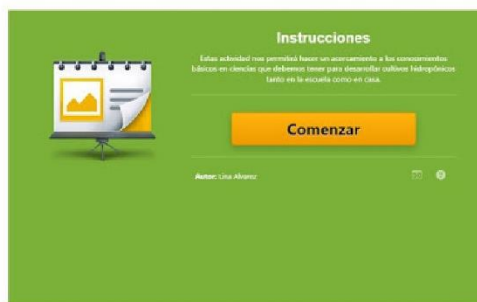 Instrucciones
Estas actividad nos permitirá hacer un acercamiento a los conocimientos
básicos en ciencias que debemos tener para desarrollar cultivos hidropónicos
tanto en la escuela como en casa.
Comenzar
Autor: Lina Alvarez